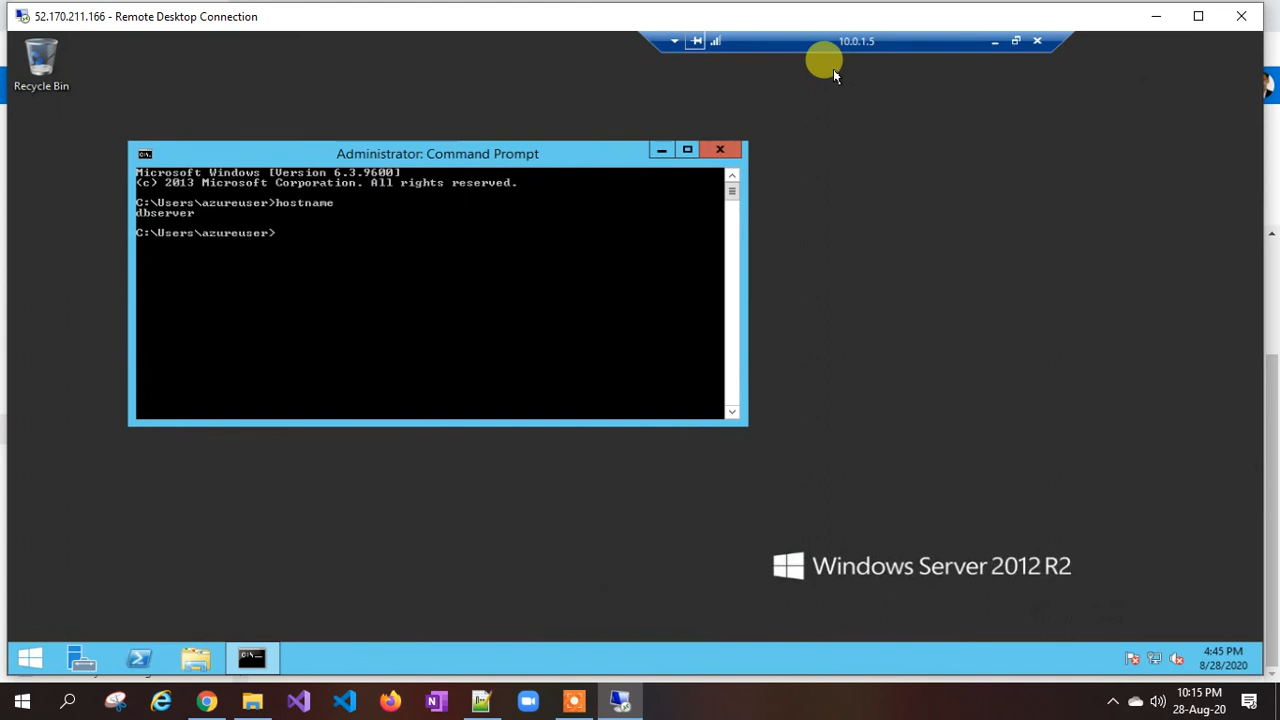 52.170.211.166 - Remote Desktop Connection
10.0.1.5
Recycle Bin
Administrator: Command Prompt
Microsoft Windows [Version 6.3.9600]
(c) 2013 Microsoft Corporation. All rights reserved.
C:\Users\azureuser>hostname
dbserver
C:\Users\azureuser>
Windows Server 2012 R2
4:45 PM
8/28/2020
10:15 PM
28-Aug-20